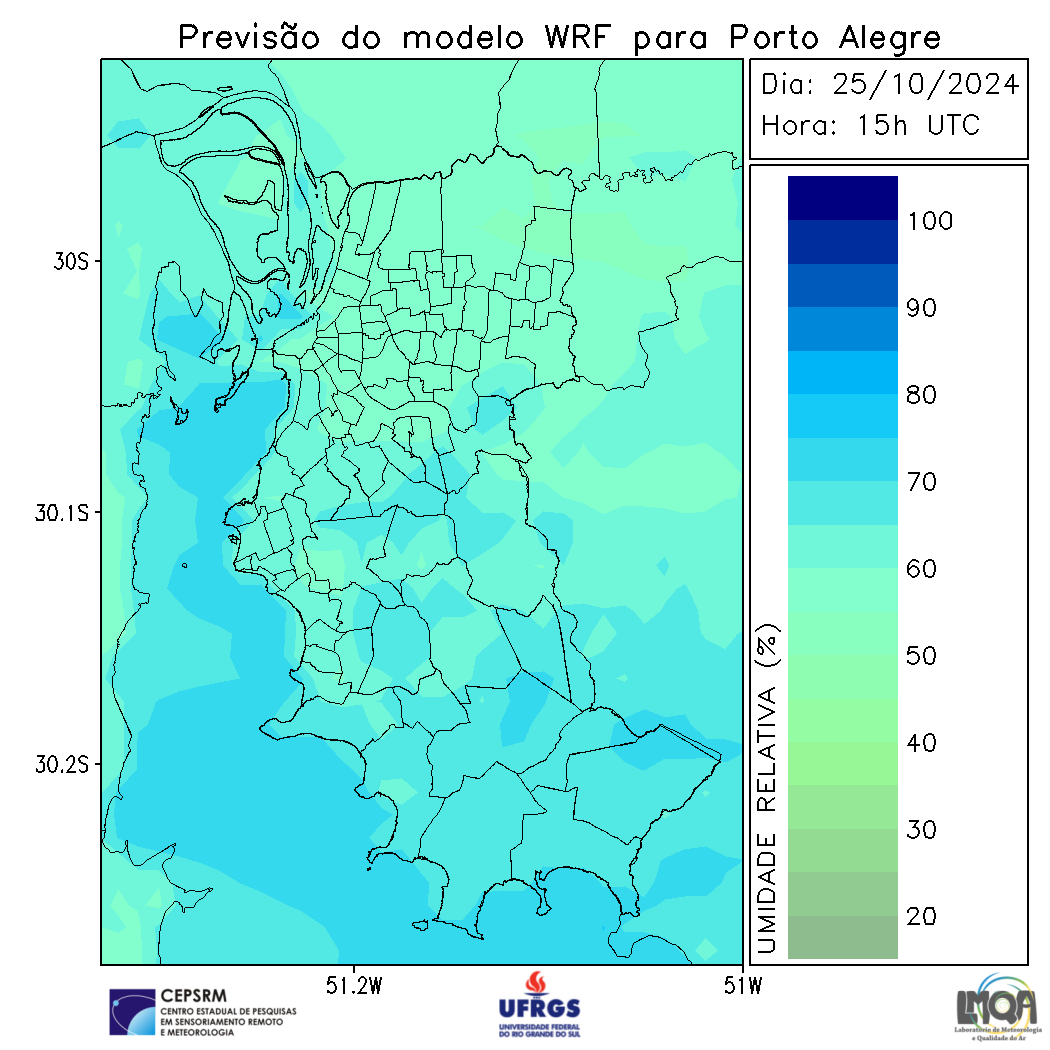 Previsão do modelo WRF para Porto Alegre
Dia: 25/10/2024
Hora: 15h UTC
100
90
80
70
60
50
40
30
20
UMIDADE RELATIVA (%)
30S
30.1S
30.2S
51.2W
51W
CEPSRM
CENTRO ESTADUAL DE PESQUISAS
EM SENSORIAMENTO REMOTO
E METEOROLOGIA
UFRGS
UNIVERSIDADE FEDERAL
DO RIO GRANDE DO SUL
LMQA
Laboratório de Meteorologia
e Qualidade do Ar